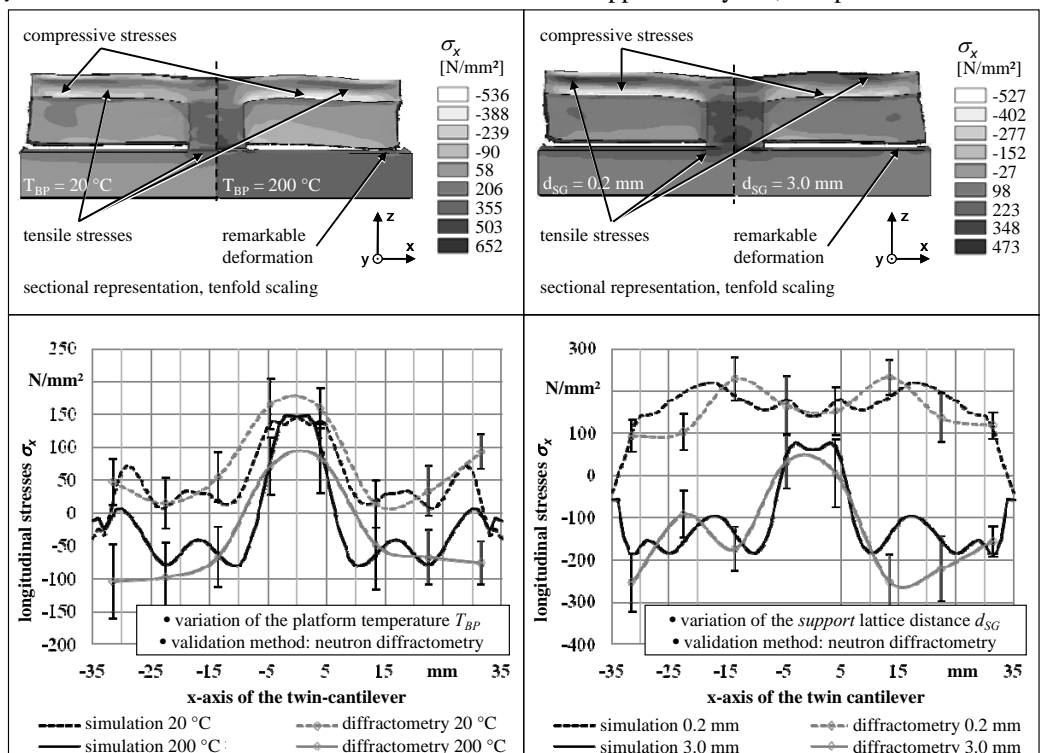 compressive stresses
σx
[N/mm²]
-536
-388
-239
-90
58
206
355
503
652
T_BP = 20 °C
T_BP = 200 °C
tensile stresses
remarkable
deformation
z
x
y
sectional representation, tenfold scaling
compressive stresses
σx
[N/mm²]
-527
-402
-277
-152
-27
98
223
348
473
d_SG = 0.2 mm
d_SG = 3.0 mm
tensile stresses
remarkable
deformation
z
x
y
sectional representation, tenfold scaling
longitudinal stresses σx
250
N/mm²
150
100
50
0
-50
-100
-150
-200
• variation of the platform temperature T_BP
• validation method: neutron diffractometry
-35 -25 -15 -5 5 15 mm 35
x-axis of the twin-cantilever
simulation 20 °C
diffractometry 20 °C
simulation 200 °C
diffractometry 200 °C
longitudinal stresses σx
300
N/mm²
100
0
-100
-200
-300
-400
• variation of the support lattice distance d_SG
• validation method: neutron diffractometry
-35 -25 -15 -5 5 15 mm 35
x-axis of the twin cantilever
simulation 0.2 mm
diffractometry 0.2 mm
simulation 3.0 mm
diffractometry 3.0 mm